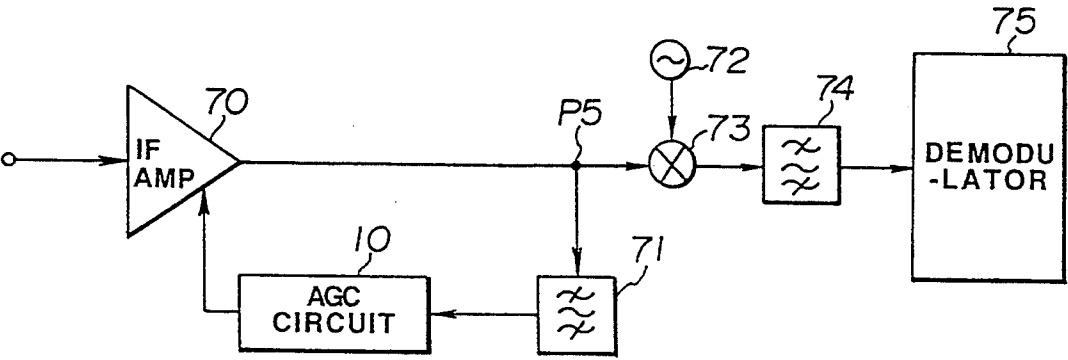 75
72
70
P5
73
74
IF
AMP
DEMODU
-LATOR
10
71
AGC
CIRCUIT